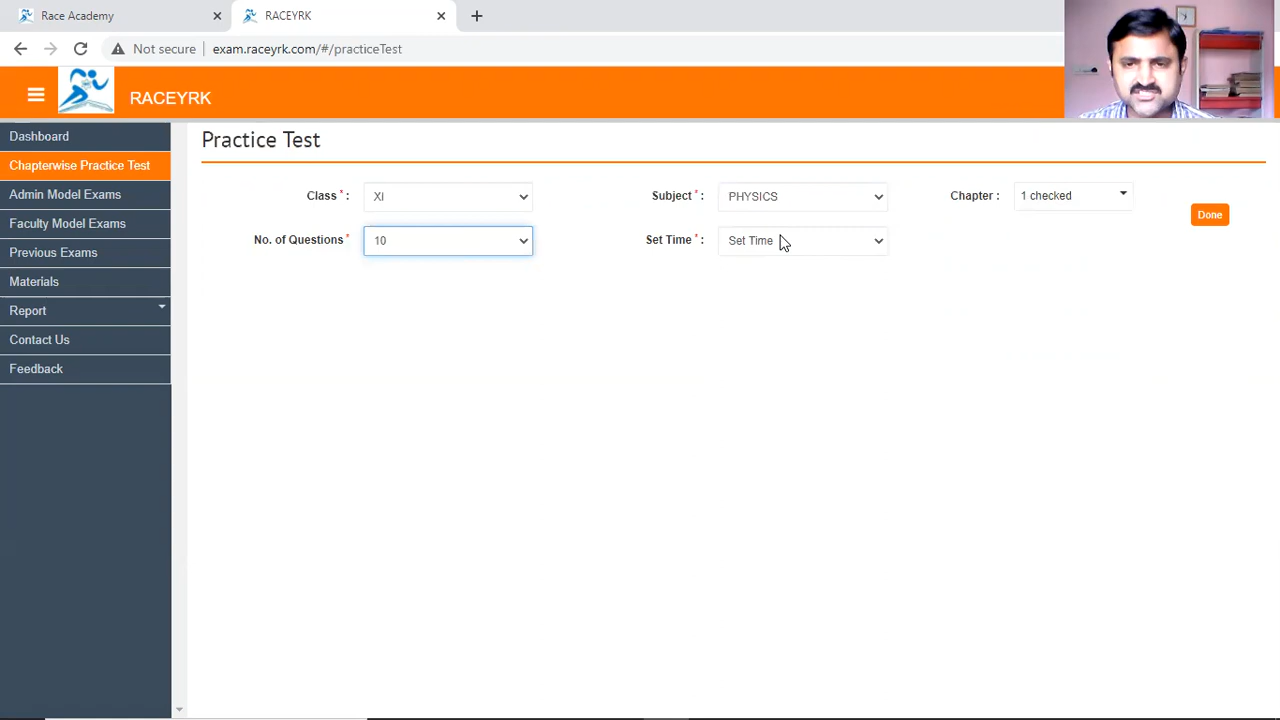 Race Academy
RACEYRK
Not secure
exam.raceyrk.com/#/practiceTest
RACEYRK
Dashboard
Chapterwise Practice Test
Admin Model Exams
Faculty Model Exams
Previous Exams
Materials
Report
Contact Us
Feedback
Practice Test
Class * : XI
Subject * : PHYSICS
Chapter : 1 checked
Done
No. of Questions * 10
Set Time * : Set Time